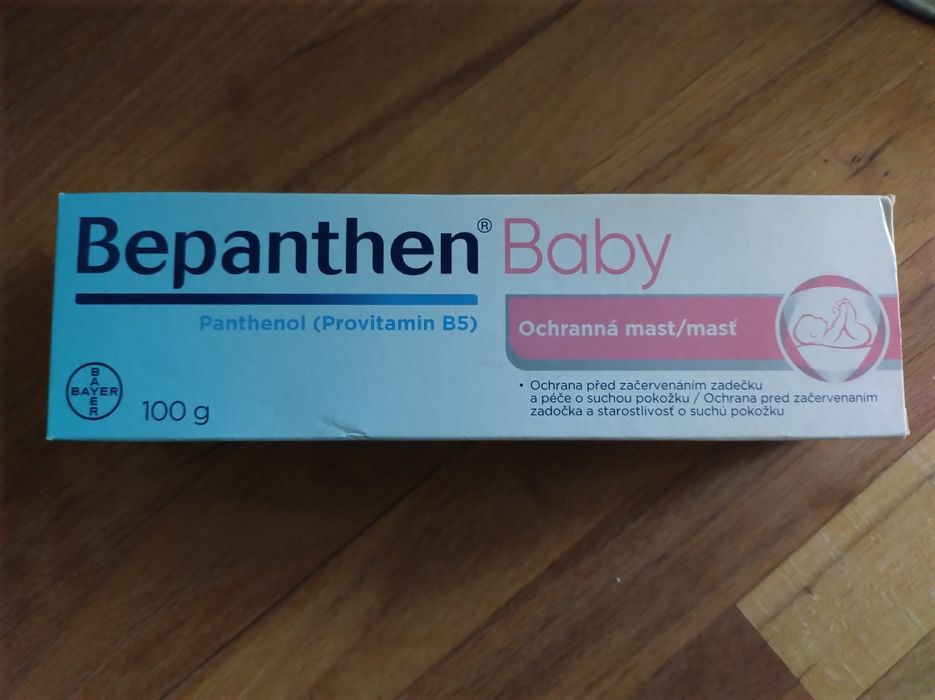 Bepanthen® Baby
Panthenol (Provitamin B5)
Ochranná mast/masť
• Ochrana před začervenáním zadečku
a péče o suchou pokožku / Ochrana pred začervenaním
zadočka a starostlivosť o suchú pokožku
BAYER
BAYER
100 g